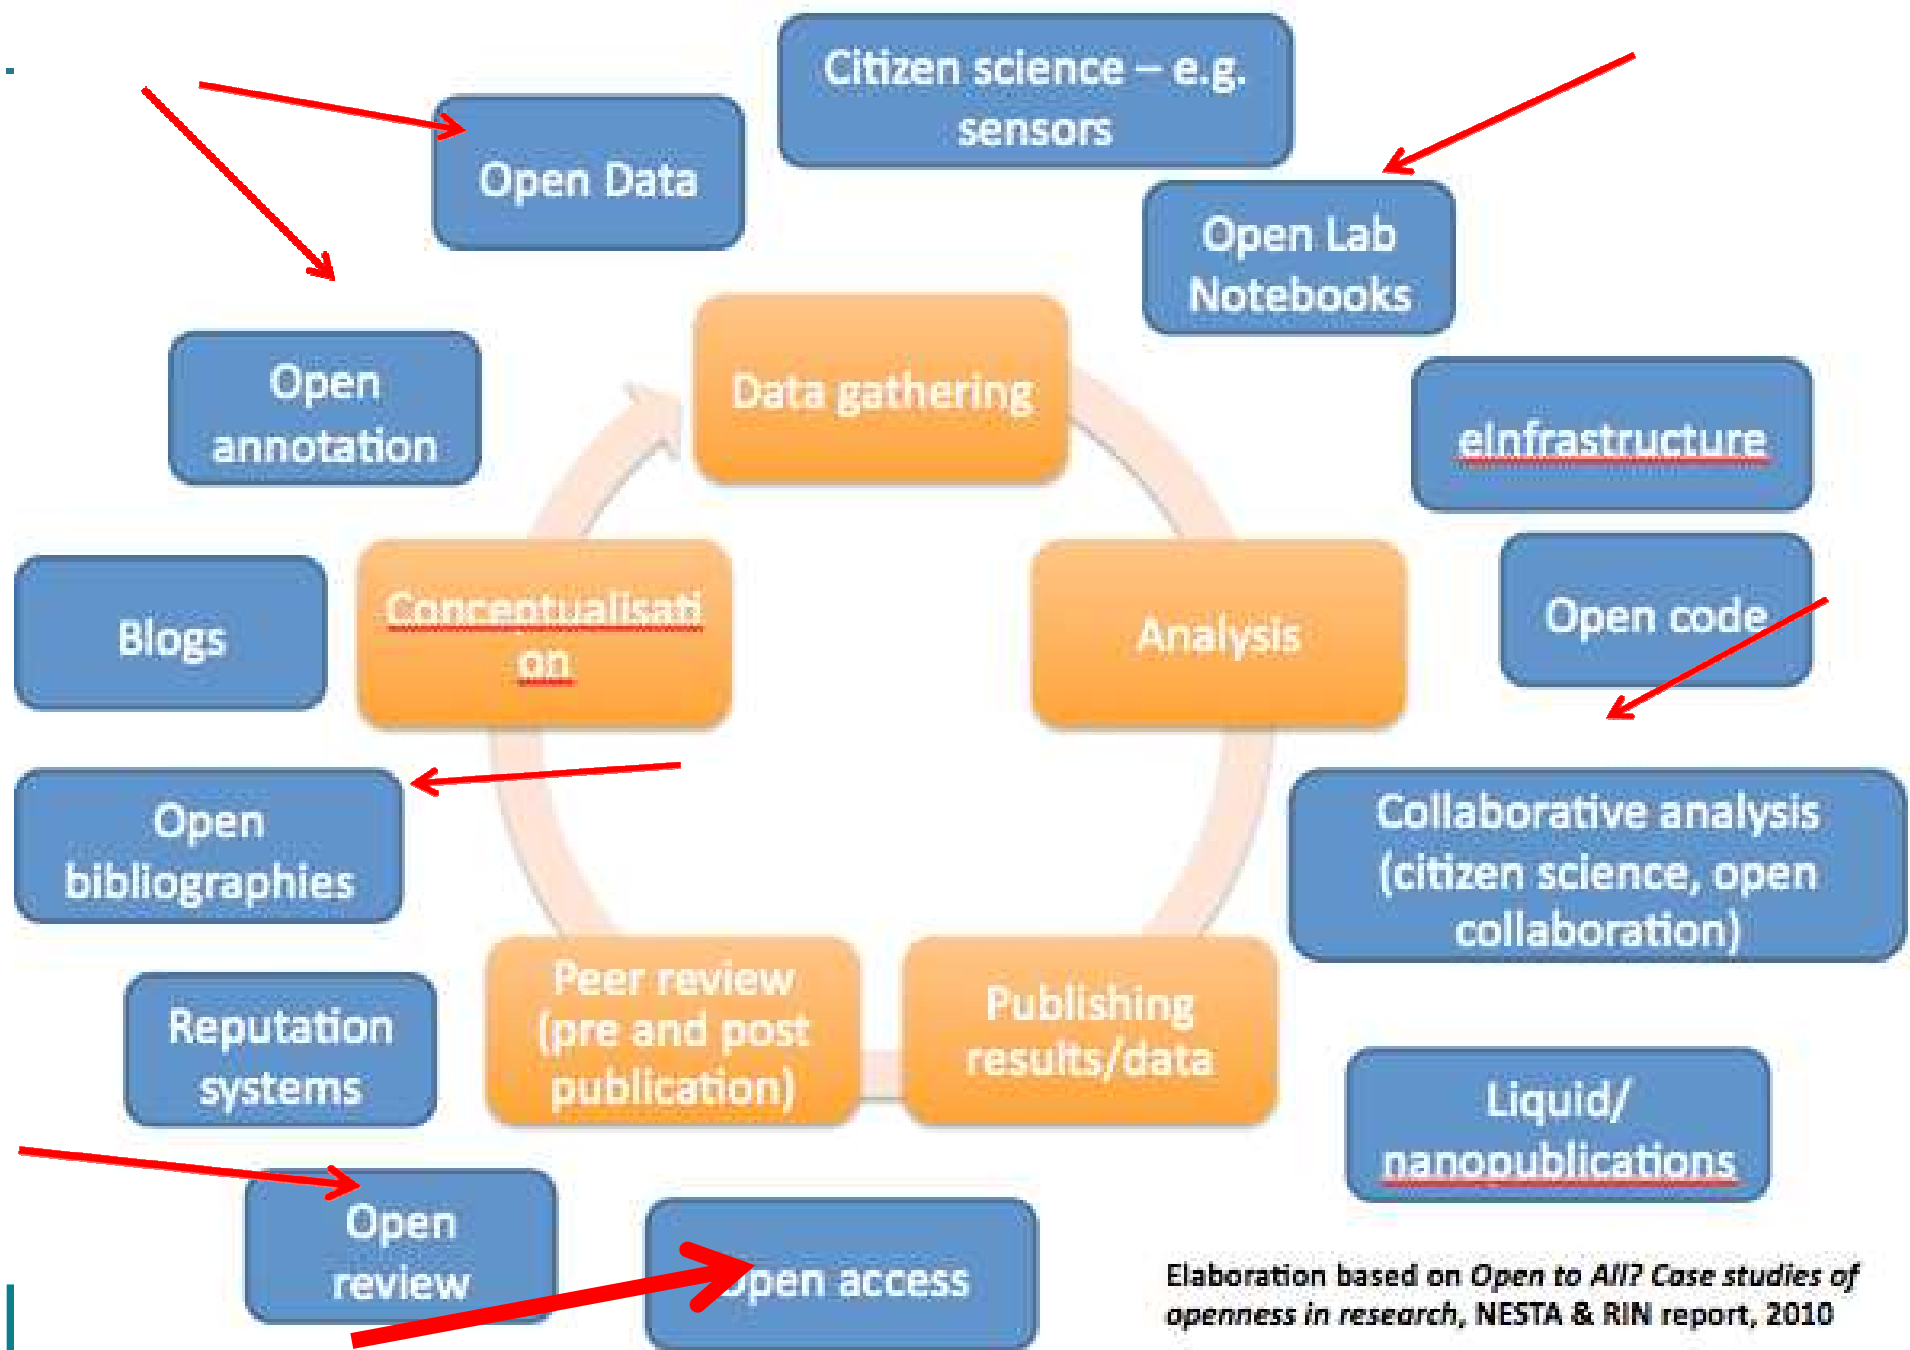 Citizen science – e.g.
sensors
Open Data
Open Lab
Notebooks
Open
annotation
Data gathering
eInfrastructure
Blogs
Conceptualisati
on
Analysis
Open code
Open
bibliographies
Collaborative analysis
(citizen science, open
collaboration)
Reputation
systems
Peer review
(pre and post
publication)
Publishing
results/data
Liquid/
nanopublications
Open
review
Open access
Elaboration based on Open to All? Case studies of
openness in research, NESTA & RIN report, 2010